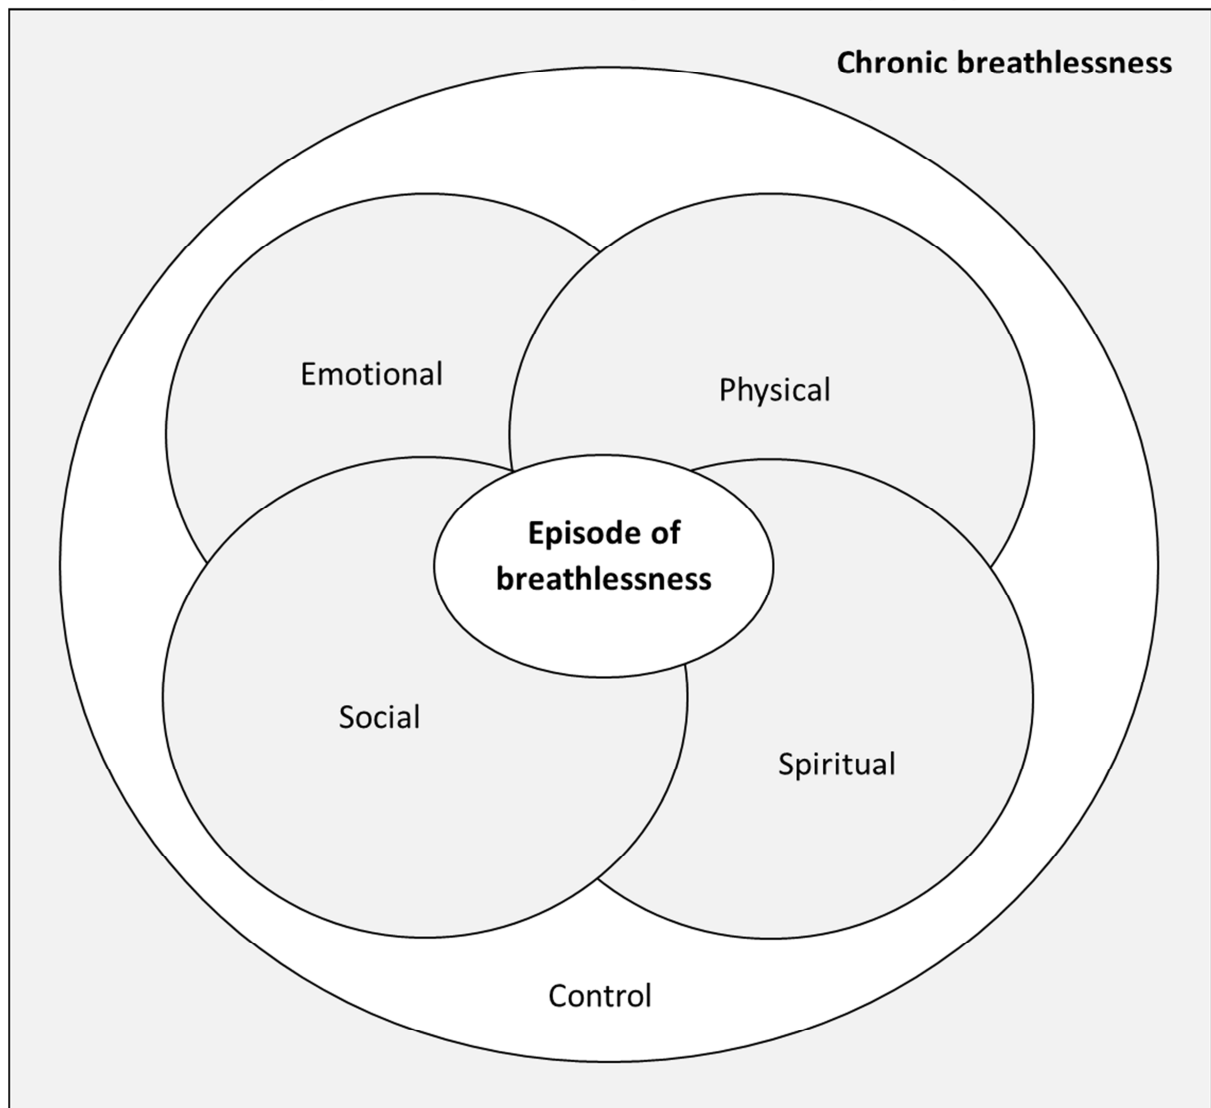 Chronic breathlessness
Emotional
Physical
Episode of
breathlessness
Social
Spiritual
Control